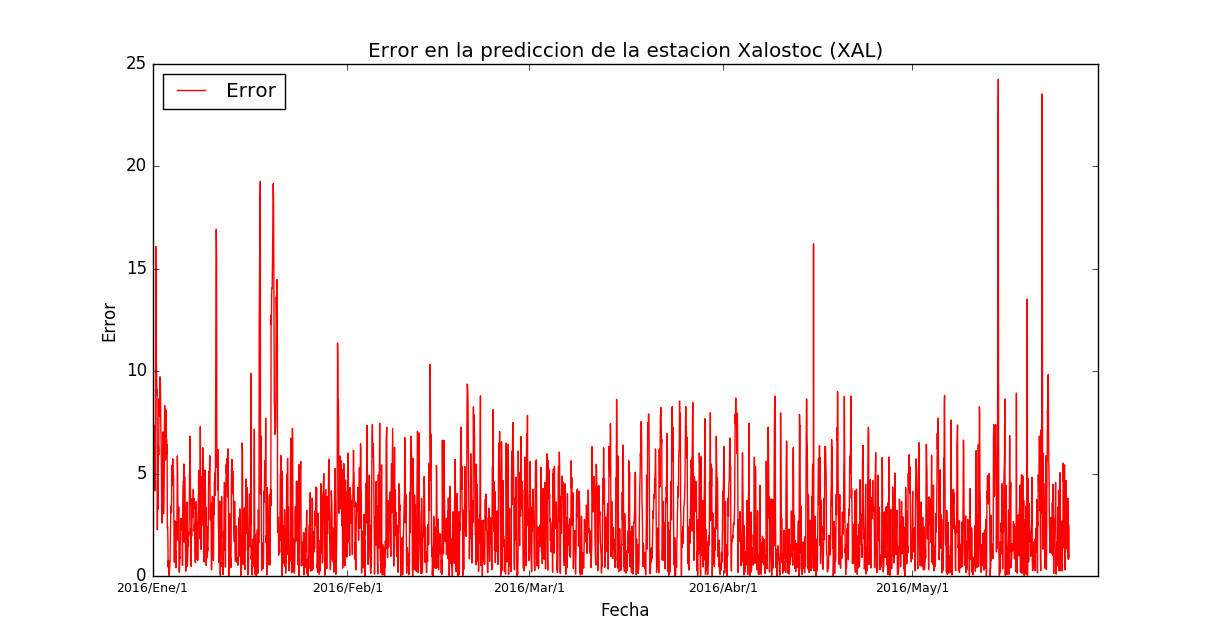 Error en la prediccion de la estacion Xalostoc (XAL)
Error
25
20
15
10
5
0
Error
2016/Ene/1
2016/Feb/1
2016/Mar/1
2016/Abr/1
2016/May/1
Fecha